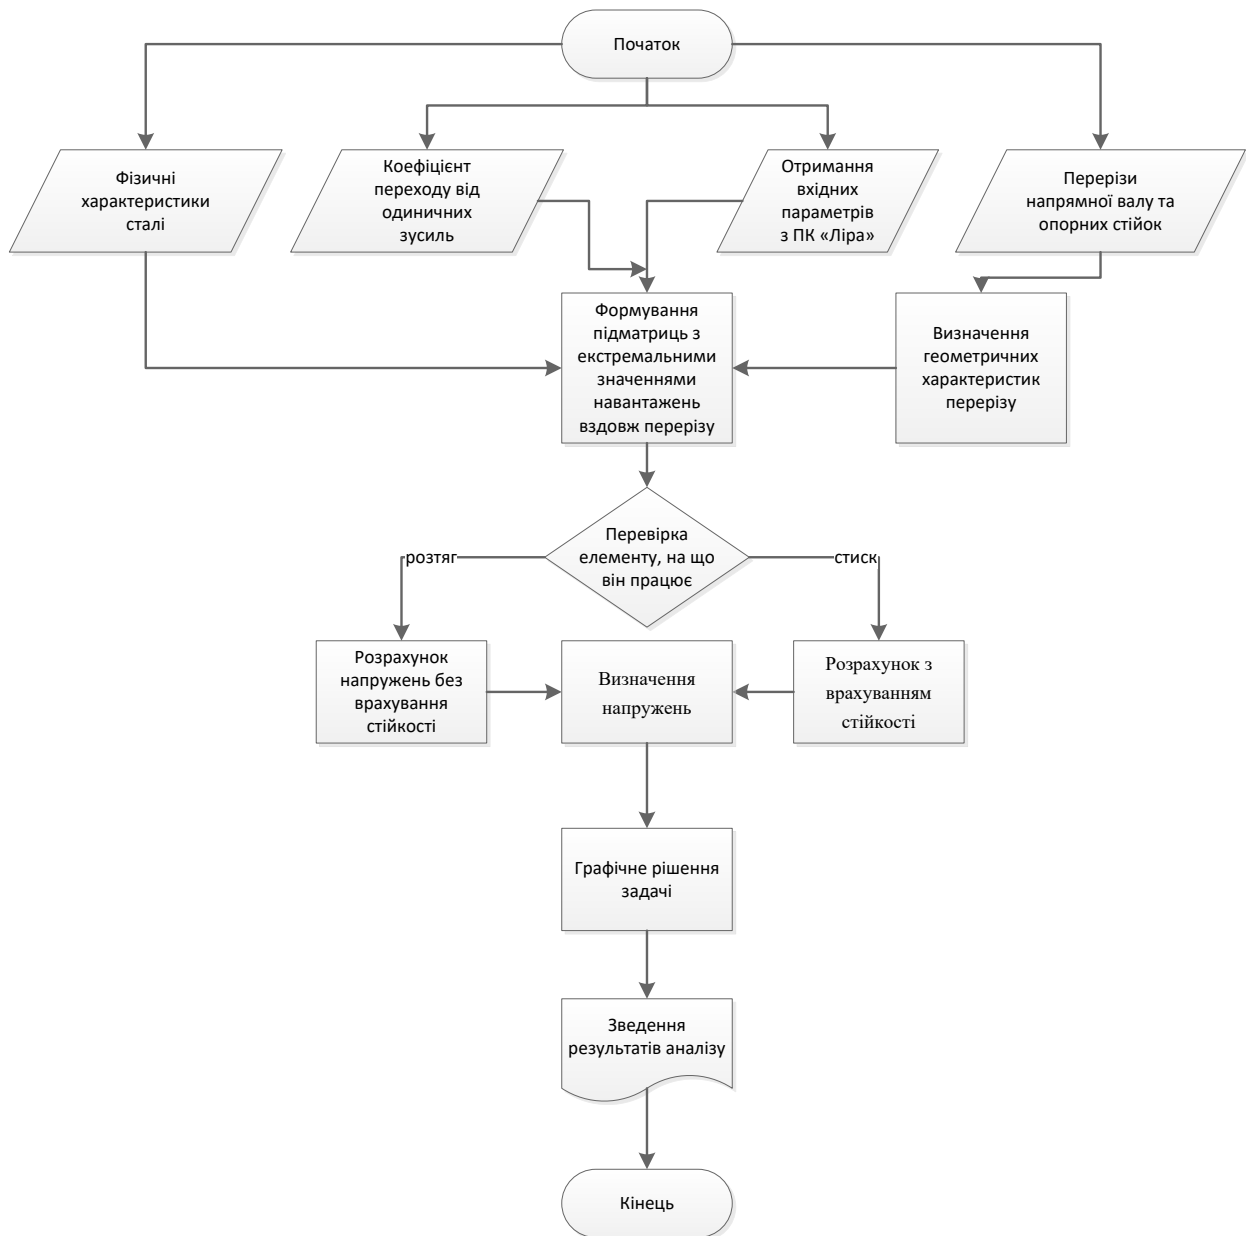 Початок
Фізичні
характеристики
сталі
Коефіцієнт
переходу від
одиничних
зусиль
Отримання
вхідних
параметрів
з ПК «Ліра»
Перерізи
напрямної валу та
опорних стійок
Формування
підматриць з
екстремальними
значеннями
навантажень
вздовж перерізу
Визначення
геометричних
характеристик
перерізу
Перевірка
елементу, на що
він працює
розтяг
стиск
Розрахунок
напружень без
врахування
стійкості
Визначення
напружень
Розрахунок з
врахуванням
стійкості
Графічне рішення
задачі
Зведення
результатів аналізу
Кінець